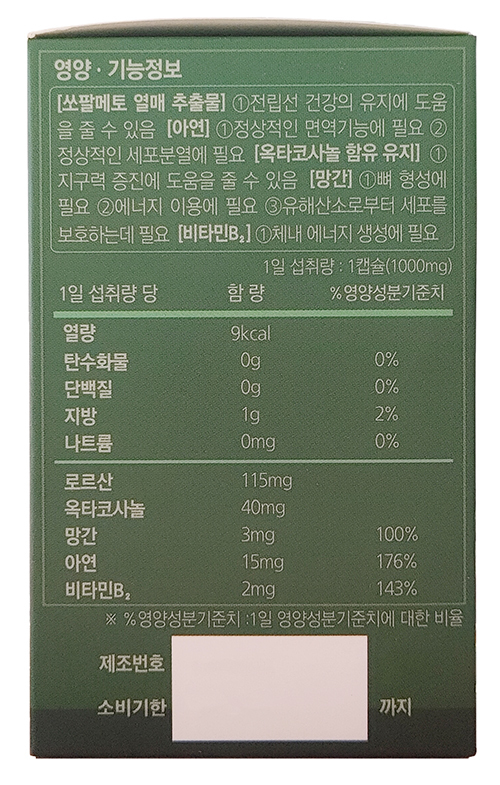 영양 · 기능정보
[쏘팔메토 열매 추출물] ①전립선 건강의 유지에 도움
을 줄 수 있음 [아연] ①정상적인 면역기능에 필요 ②
정상적인 세포분열에 필요 [옥타코사놀 함유 유지] ①
지구력 증진에 도움을 줄 수 있음 [망간] ①뼈 형성에
필요 ②에너지 이용에 필요 ③유해산소로부터 세포를
보호하는데 필요 [비타민B₂] ①체내 에너지 생성에 필요
1일 섭취량 : 1캡슐(1000mg)
1일 섭취량 당 함 량 %영양성분기준치
열량 9kcal
탄수화물 0g 0%
단백질 0g 0%
지방 1g 2%
나트륨 0mg 0%
로르산 115mg
옥타코사놀 40mg
망간 3mg 100%
아연 15mg 176%
비타민B₂ 2mg 143%
※ %영양성분기준치 :1일 영양성분기준치에 대한 비율
제조번호
소비기한 까지